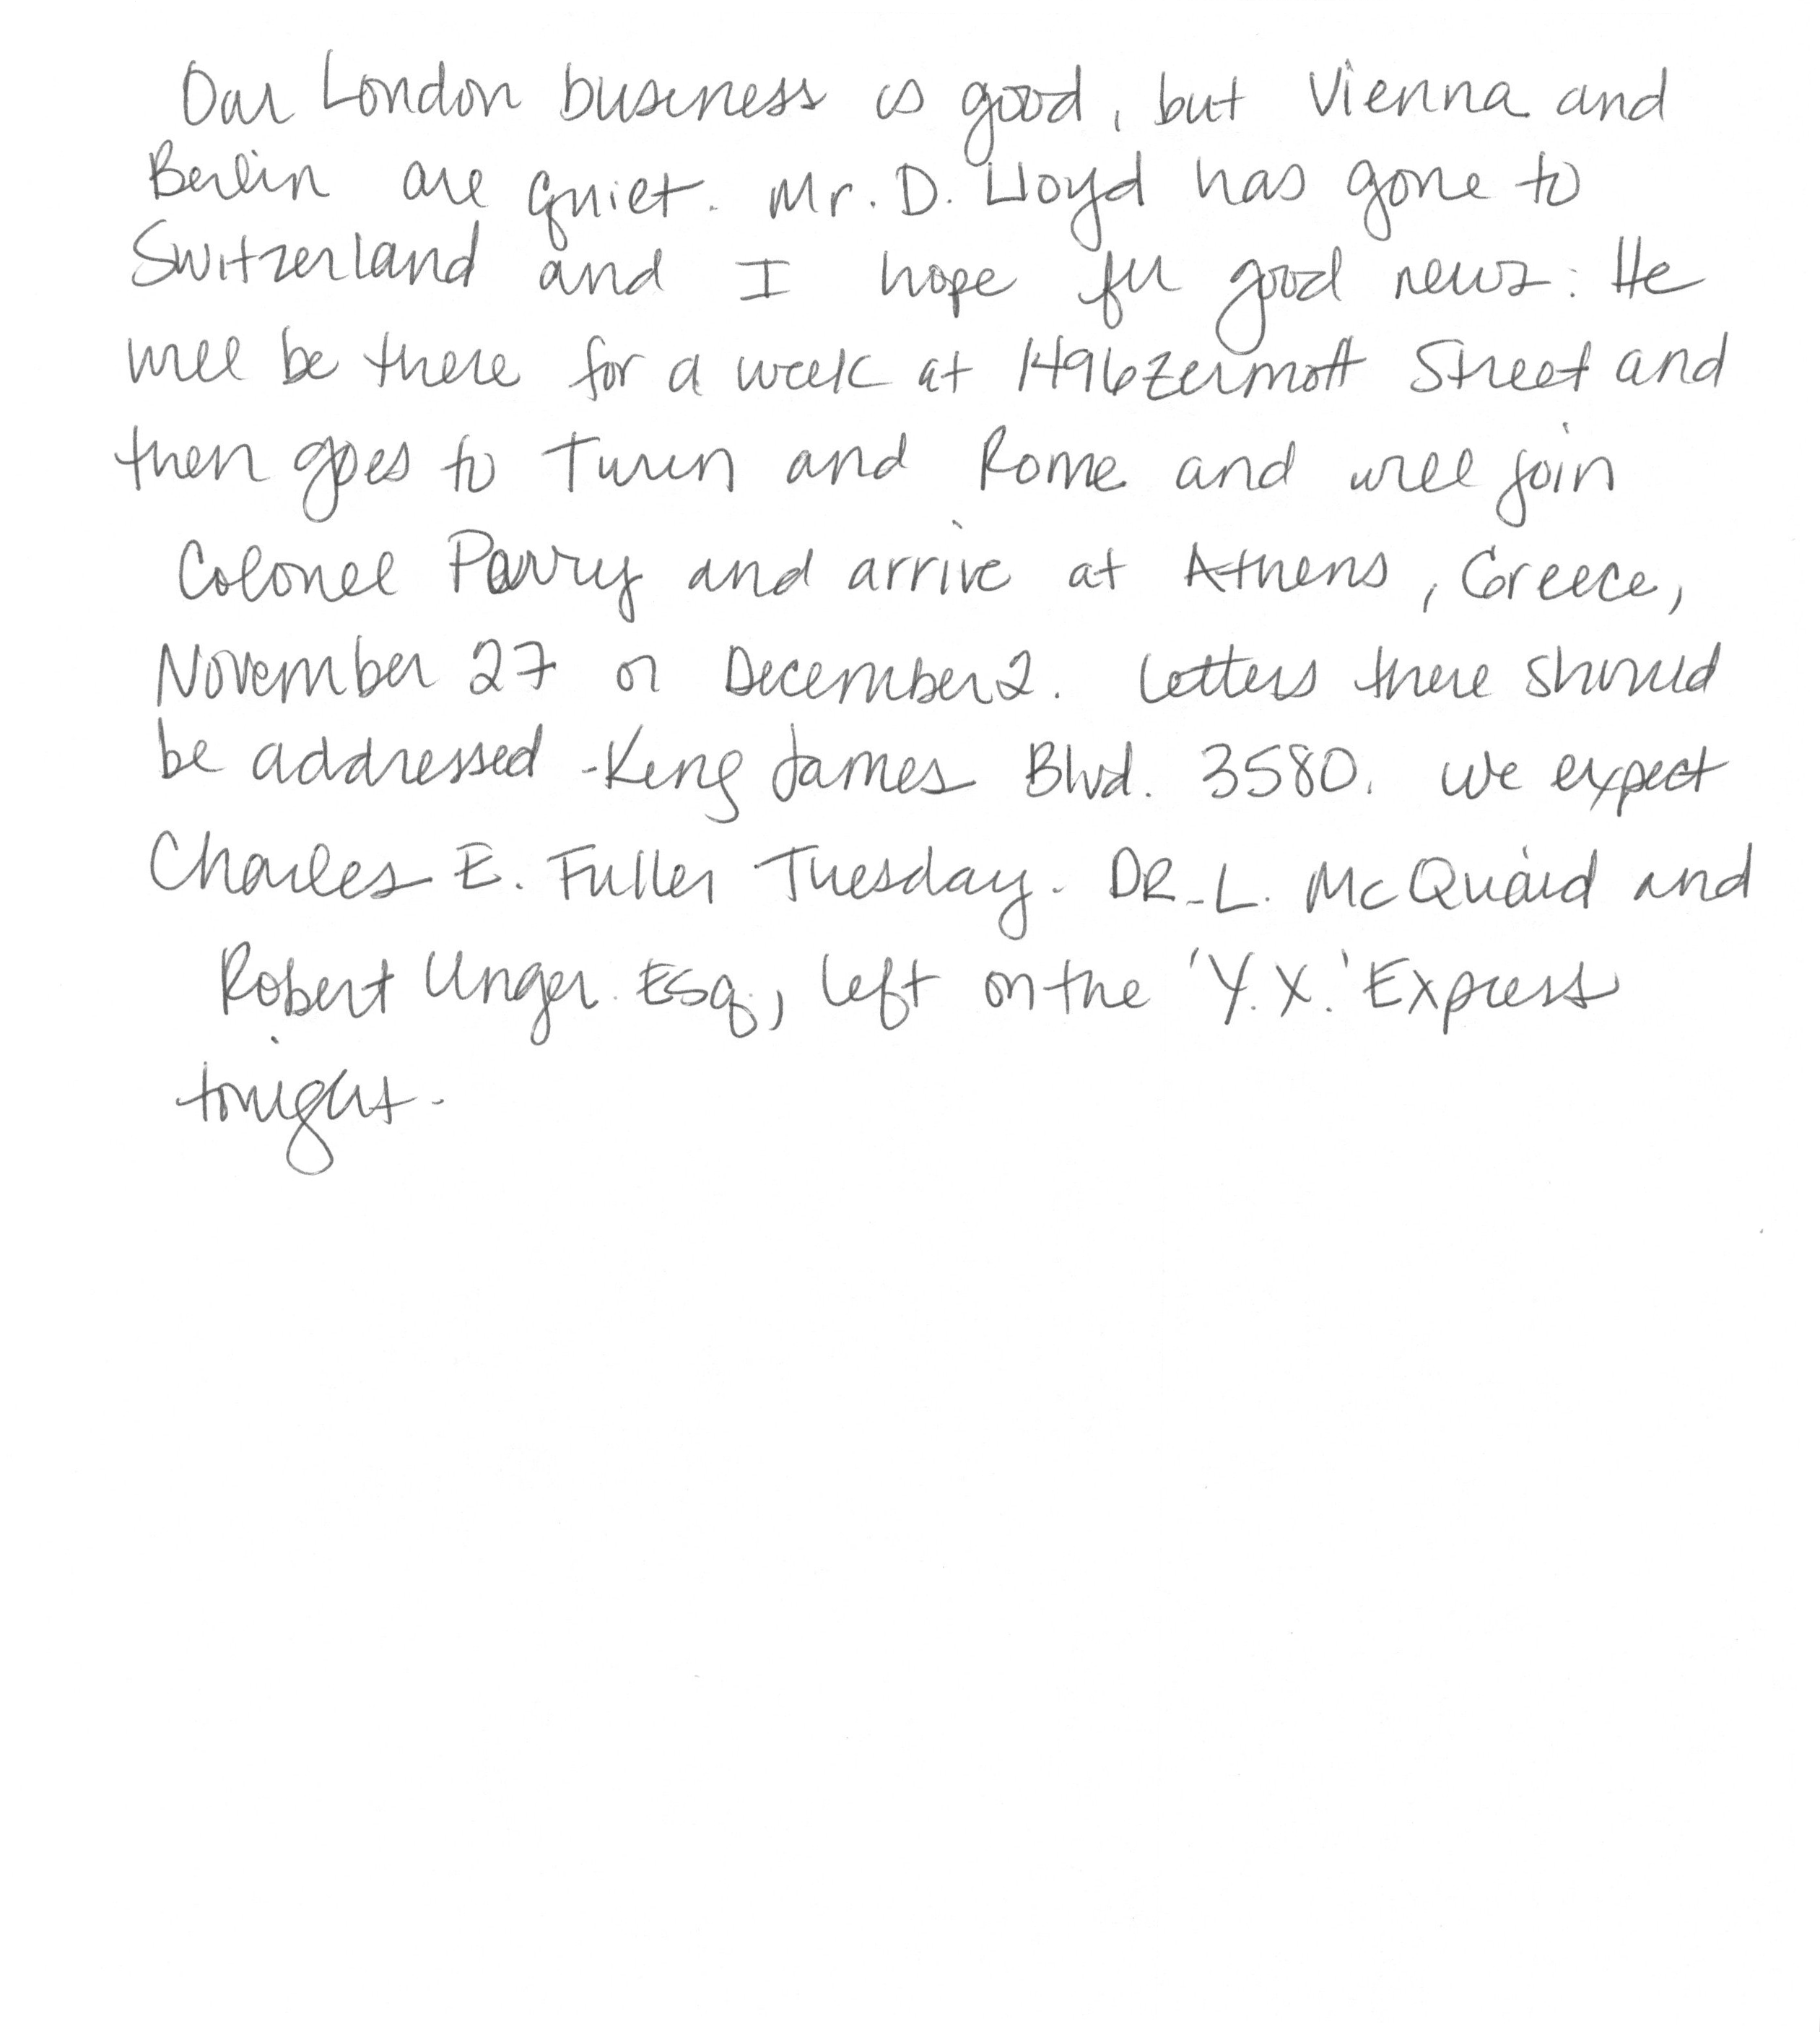 Our London business is good, but Vienna and
Berlin are quiet. Mr. D. Lloyd has gone to
Switzerland and I hope for good news. He
will be there for a week at 1496 Zermott Street and
then goes to Turin and Rome and will join
Colonel Parry and arrive at Athens, Greece,
November 27 or December 2. Letters there should
be addressed - King James Blvd. 3580. We expect
Charles E. Fuller Tuesday. DR. L. McQuaid and
Robert Unger. Esq., left on the 'Y.X.' Express
tonight.